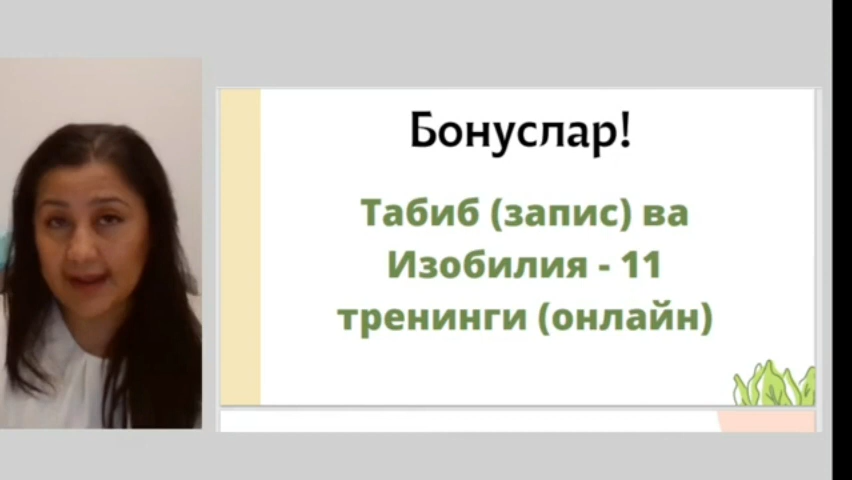 Бонуслар!
Табиб (запис) ва
Изобилия - 11
тренинги (онлайн)